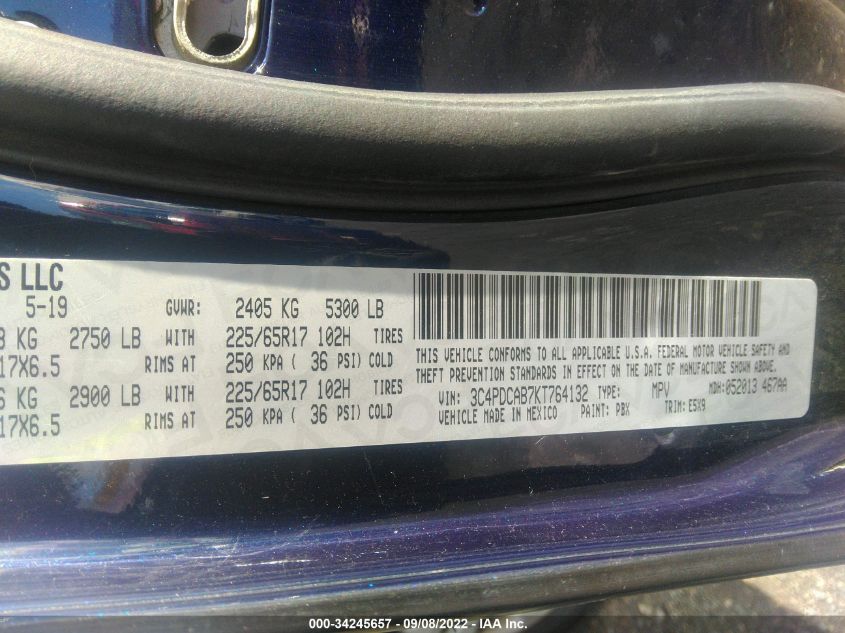 S LLC
5-19 GVWR: 2405 KG 5300 LB
KG 2750 LB WITH 225/65R17 102H TIRES
17X6.5 RIMS AT 250 KPA ( 36 PSI) COLD
KG 2900 LB WITH 225/65R17 102H TIRES
17X6.5 RIMS AT 250 KPA ( 36 PSI) COLD
THIS VEHICLE CONFORMS TO ALL APPLICABLE U.S.A. FEDERAL MOTOR VEHICLE SAFETY AND
THEFT PREVENTION STANDARDS IN EFFECT ON THE DATE OF MANUFACTURE SHOWN ABOVE.
VIN: 3C4PDCAB7KT764132 TYPE: MPV MDH: 052013 467AA
VEHICLE MADE IN MEXICO PAINT: PBX TRIM: E5X9
000-34245657 - 09/08/2022 - © IAA Inc.